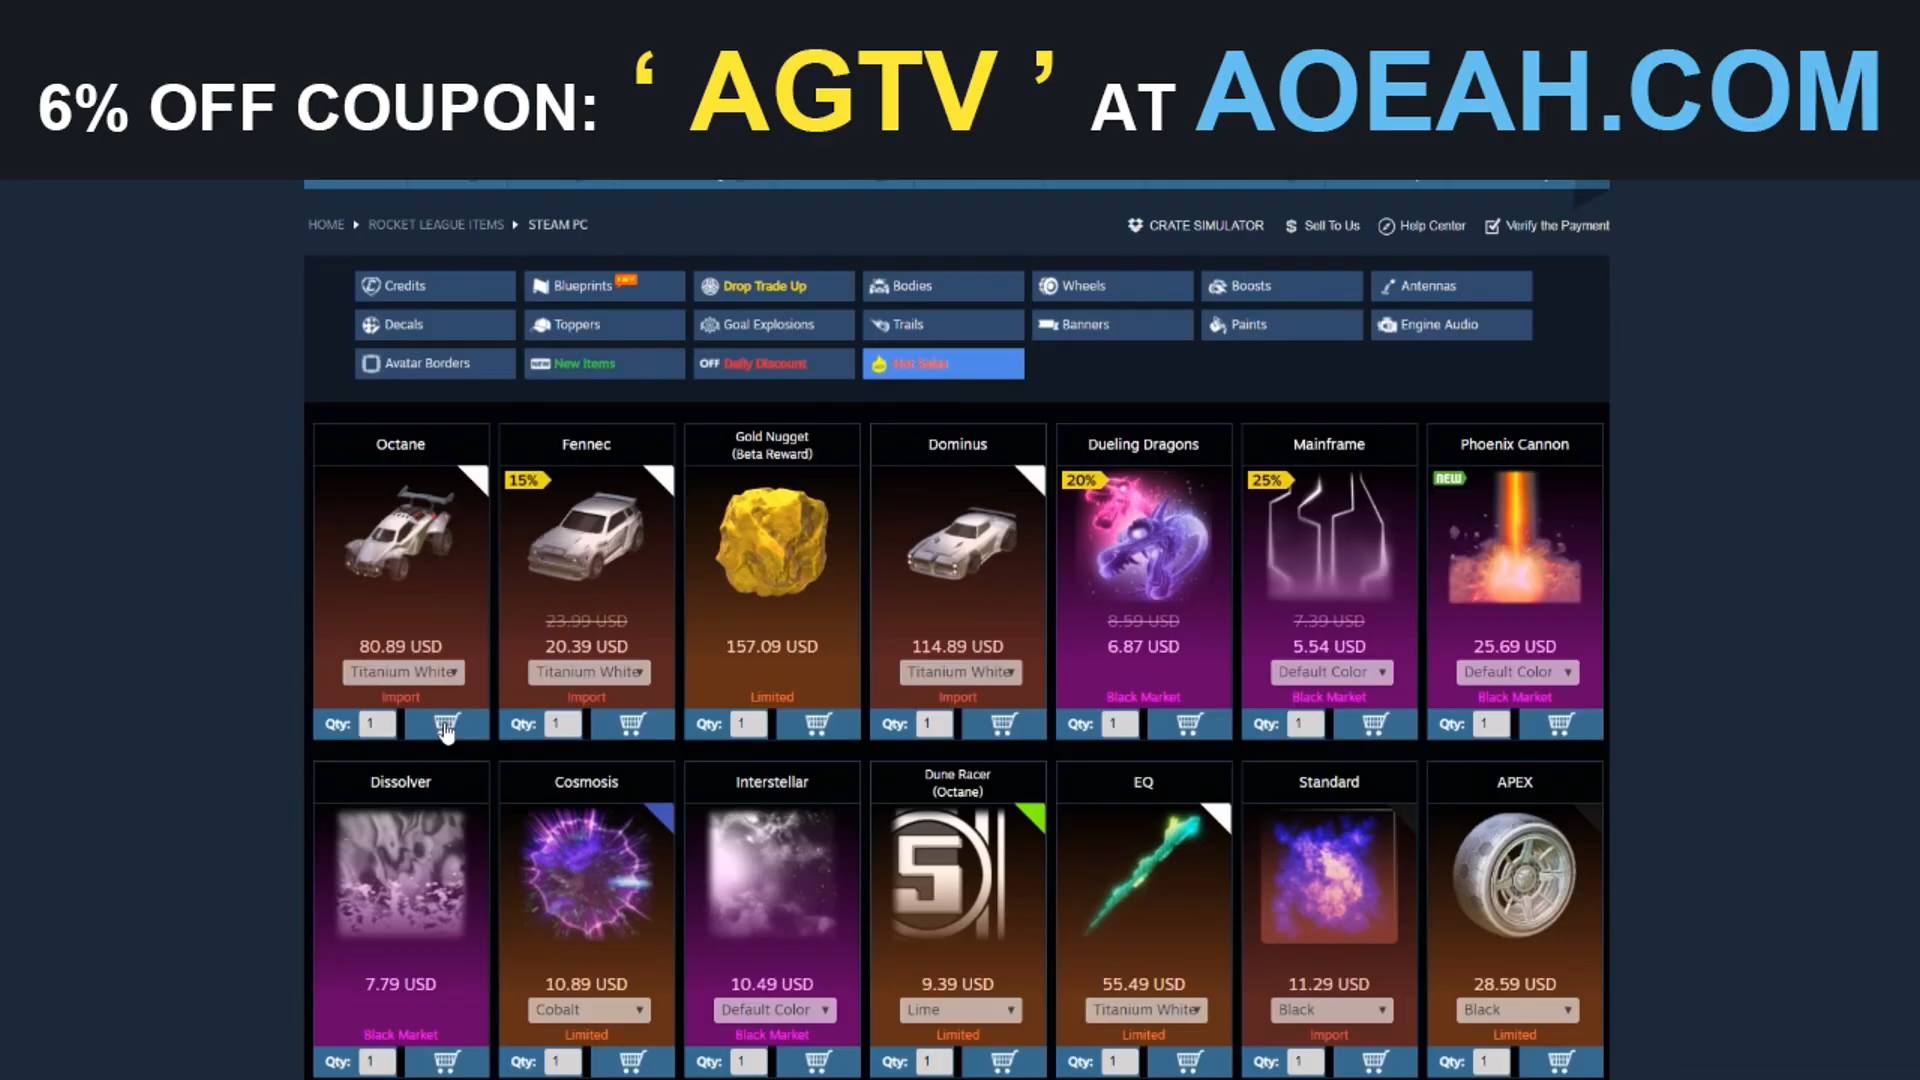 6% OFF COUPON: ‘ AGTV ’ AT AOEAH.COM
HOME ROCKET LEAGUE ITEMS STEAM PC
CRATE SIMULATOR $ Sell To Us Help Center Verify the Payment
Credits Blueprints Drop Trade Up Bodies Wheels Boosts Antennas
Decals Toppers Goal Explosions Trails Banners Paints Engine Audio
Avatar Borders NEW New Items OFF Daily Discount Hot Sales
Octane Fennec Gold Nugget Dominus Dueling Dragons Mainframe Phoenix Cannon
(Beta Reward)
15% 20% 25% NEW
23.99 USD 8.59 USD 7.39 USD
80.89 USD 20.39 USD 157.09 USD 114.89 USD 6.87 USD 5.54 USD 25.69 USD
Titanium White Titanium White Titanium White Default Color Default Color
Import Import Limited Import Black Market Black Market Black Market
Qty: 1 Qty: 1 Qty: 1 Qty: 1 Qty: 1 Qty: 1 Qty: 1
Dissolver Cosmosis Interstellar Dune Racer EQ Standard APEX
(Octane)
5
7.79 USD 10.89 USD 10.49 USD 9.39 USD 55.49 USD 11.29 USD 28.59 USD
Cobalt Default Color Lime Titanium White Black Black
Black Market Limited Black Market Limited Limited Import Limited
Qty: 1 Qty: 1 Qty: 1 Qty: 1 Qty: 1 Qty: 1 Qty: 1